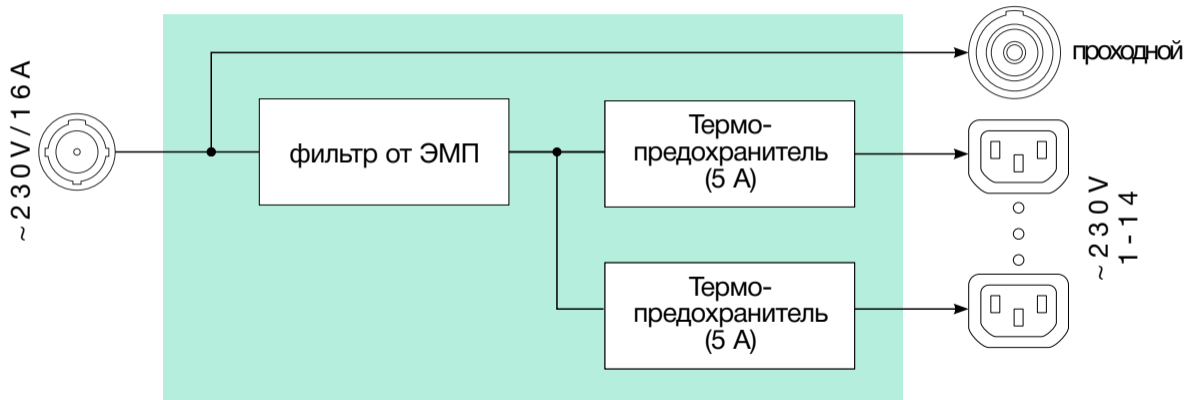 ~230V/16A
проходной
фильтр от ЭМП
Термо-
предохранитель
(5 А)
~230V
1-14
Термо-
предохранитель
(5 А)